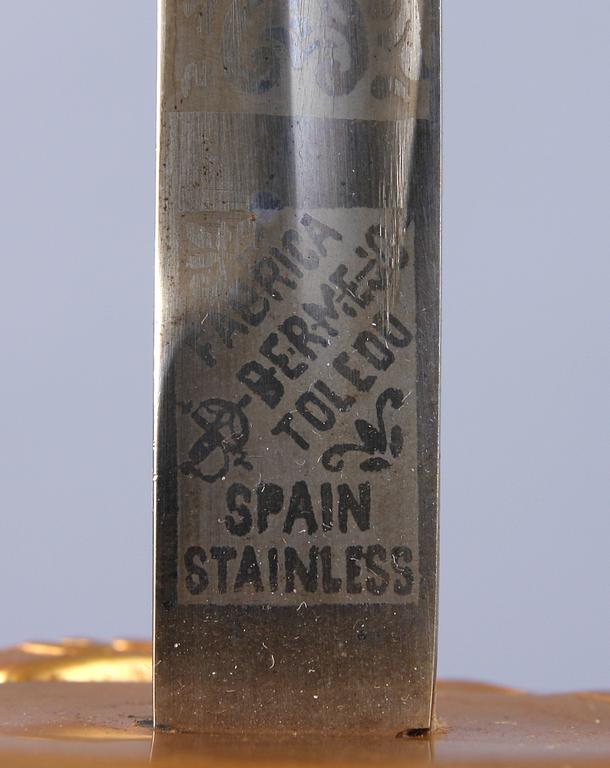 FABRICA
BERMEJO
TOLEDO
SPAIN
STAINLESS